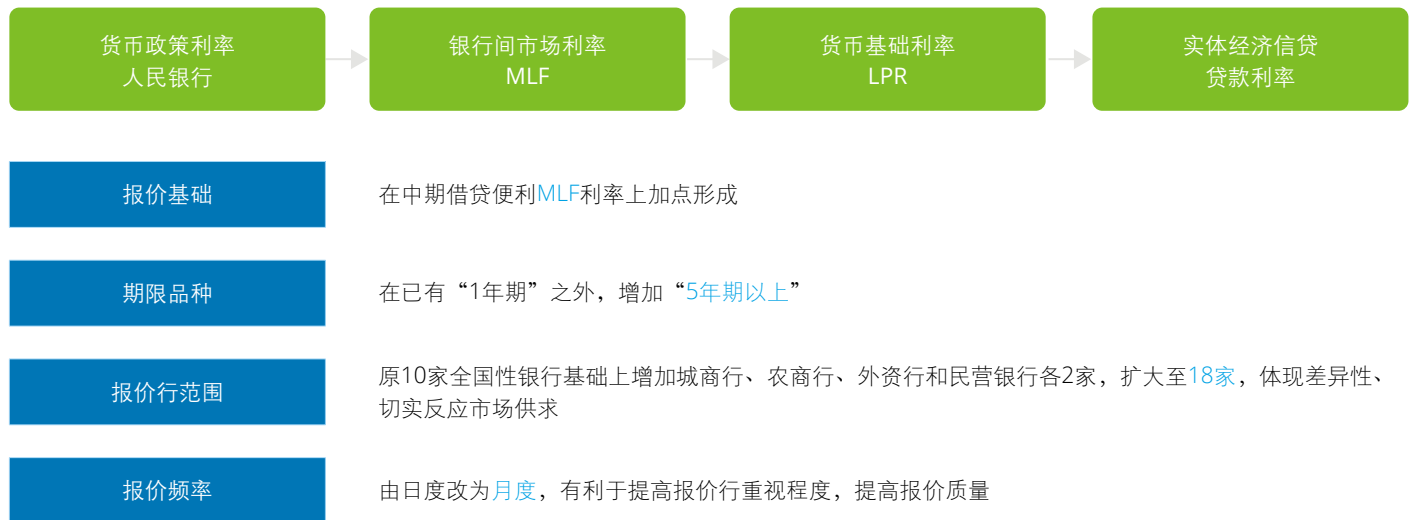 货币政策利率
人民银行
银行间市场利率
MLF
货币基础利率
LPR
实体经济信贷
贷款利率
报价基础
在中期借贷便利MLF利率上加点形成
期限品种
在已有“1年期”之外，增加“5年期以上”
报价行范围
原10家全国性银行基础上增加城商行、农商行、外资行和民营银行各2家，扩大至18家，体现差异性、
切实反应市场供求
报价频率
由日度改为月度，有利于提高报价行重视程度，提高报价质量